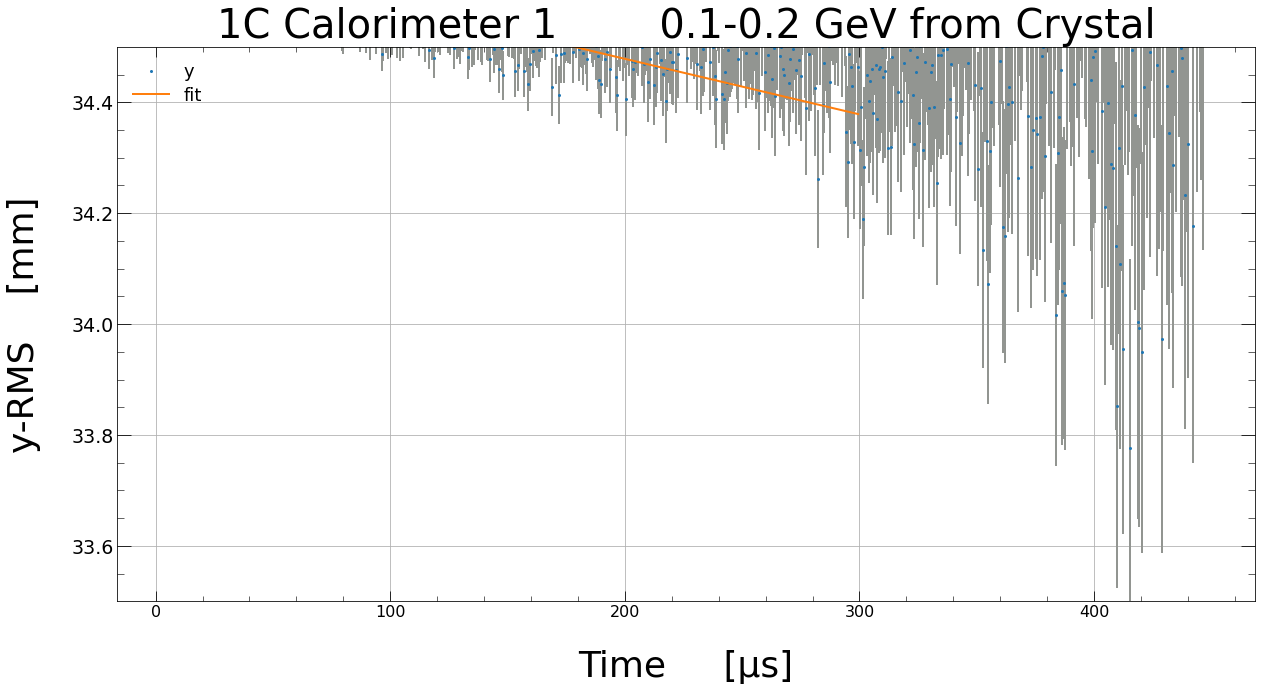 1C Calorimeter 1 0.1-0.2 GeV from Crystal
y
fit
34.4
34.2
34.0
33.8
33.6
y-RMS [mm]
0 100 200 300 400
Time [μs]